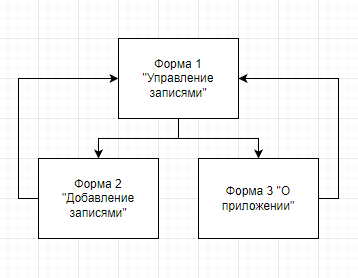 Форма 1
"Управление
записями"
Форма 2
"Добавление
записями"
Форма 3 "О
приложении"